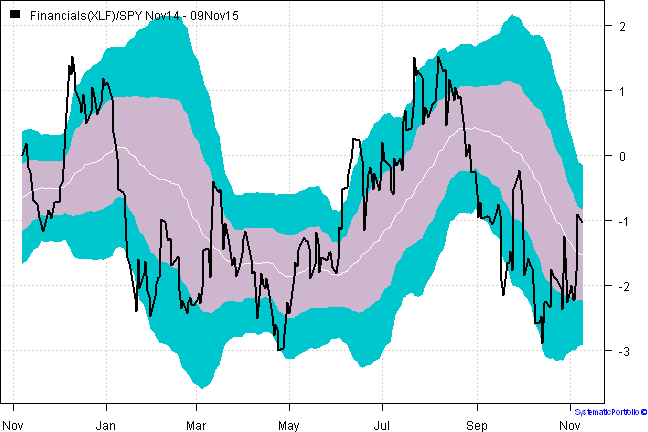 Financials(XLF)/SPY Nov14 - 09Nov15
2
1
0
-1
-2
-3
SystematicPortfolio ©
Nov Jan Mar May Jul Sep Nov